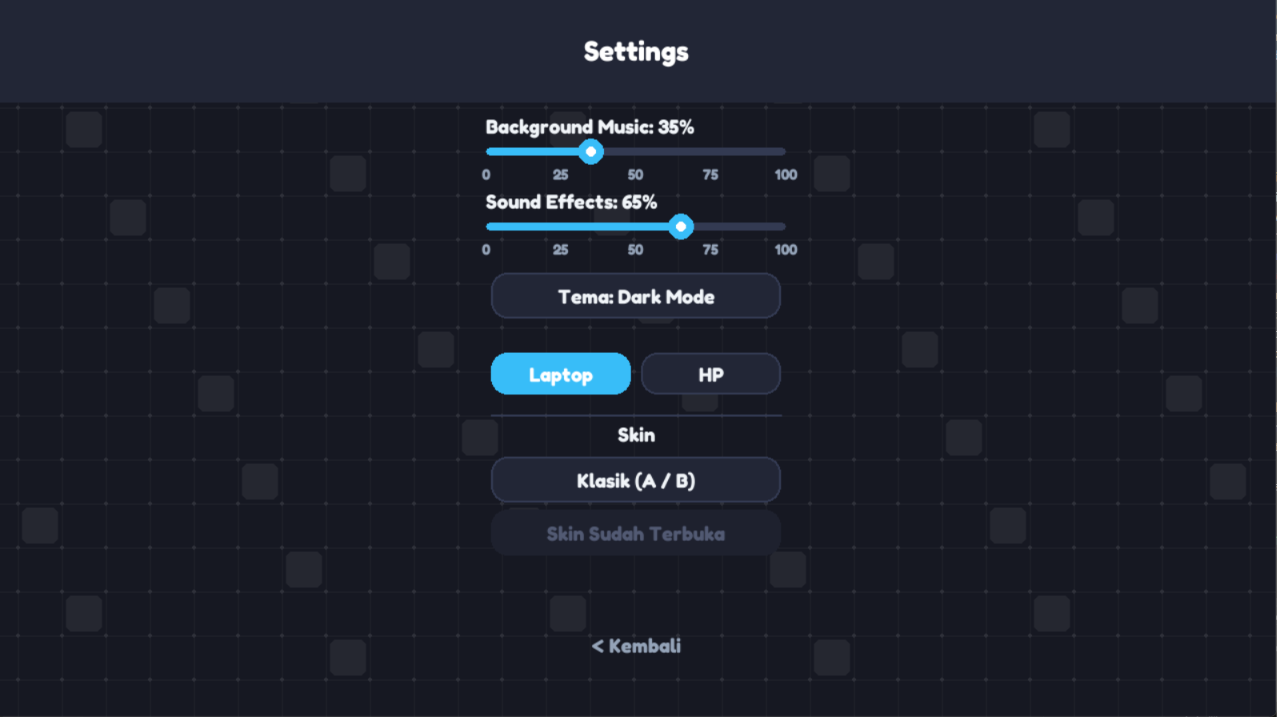 Settings
Background Music: 35%
0 25 50 75 100
Sound Effects: 65%
0 25 50 75 100
Tema: Dark Mode
Laptop HP
Skin
Klasik (A / B)
Skin Sudah Terbuka
< Kembali